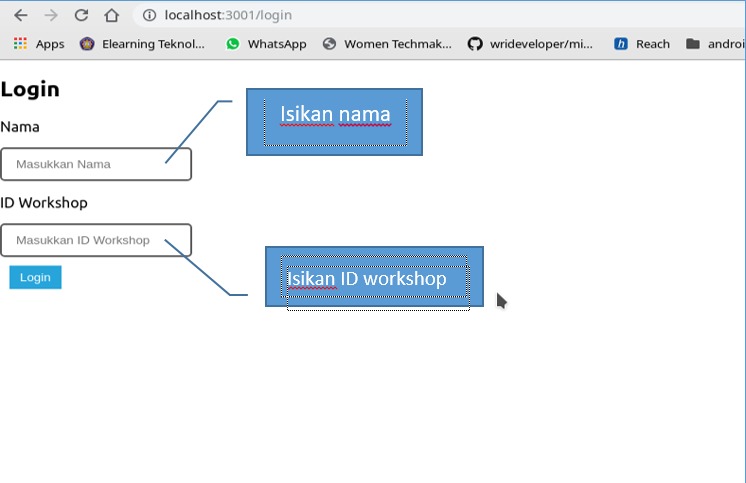 localhost:3001/login
Apps Elearning Teknol... WhatsApp Women Techmak... wrideveloper/mi... Reach androi
Login
Nama
Isikan nama
Masukkan Nama
ID Workshop
Masukkan ID Workshop
Isikan ID workshop
Login